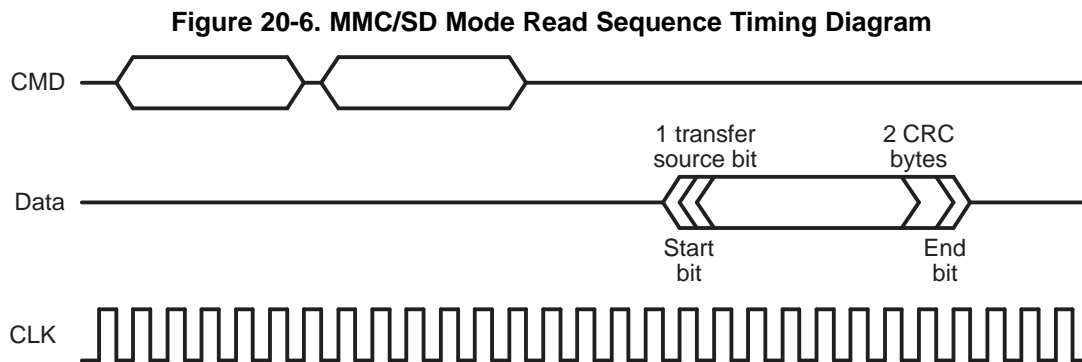 Figure 20-6. MMC/SD Mode Read Sequence Timing Diagram
CMD
1 transfer
source bit
2 CRC
bytes
Data
Start
bit
End
bit
CLK